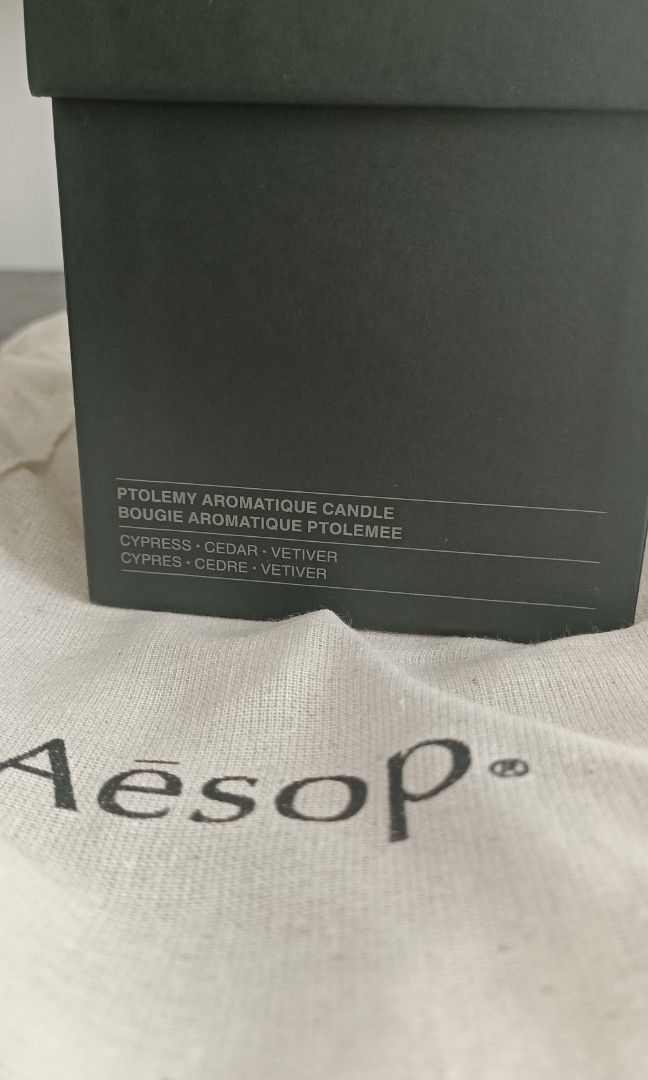 PTOLEMY AROMATIQUE CANDLE
BOUGIE AROMATIQUE PTOLEMEE
CYPRESS · CEDAR · VETIVER
CYPRES · CEDRE · VETIVER
Aēsop®